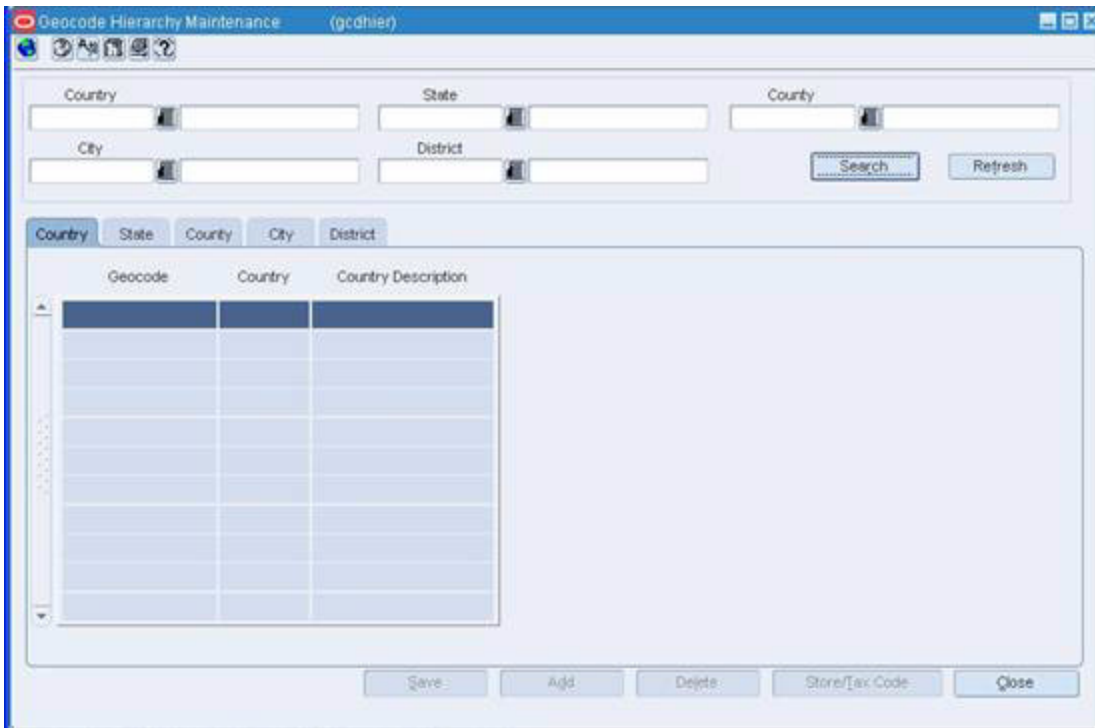 Geocode Hierarchy Maintenance (gcdhier)
Country State County
City District Search Refresh
Country State County City District
Geocode Country Country Description
Save Add Delete Store/Tax Code Close